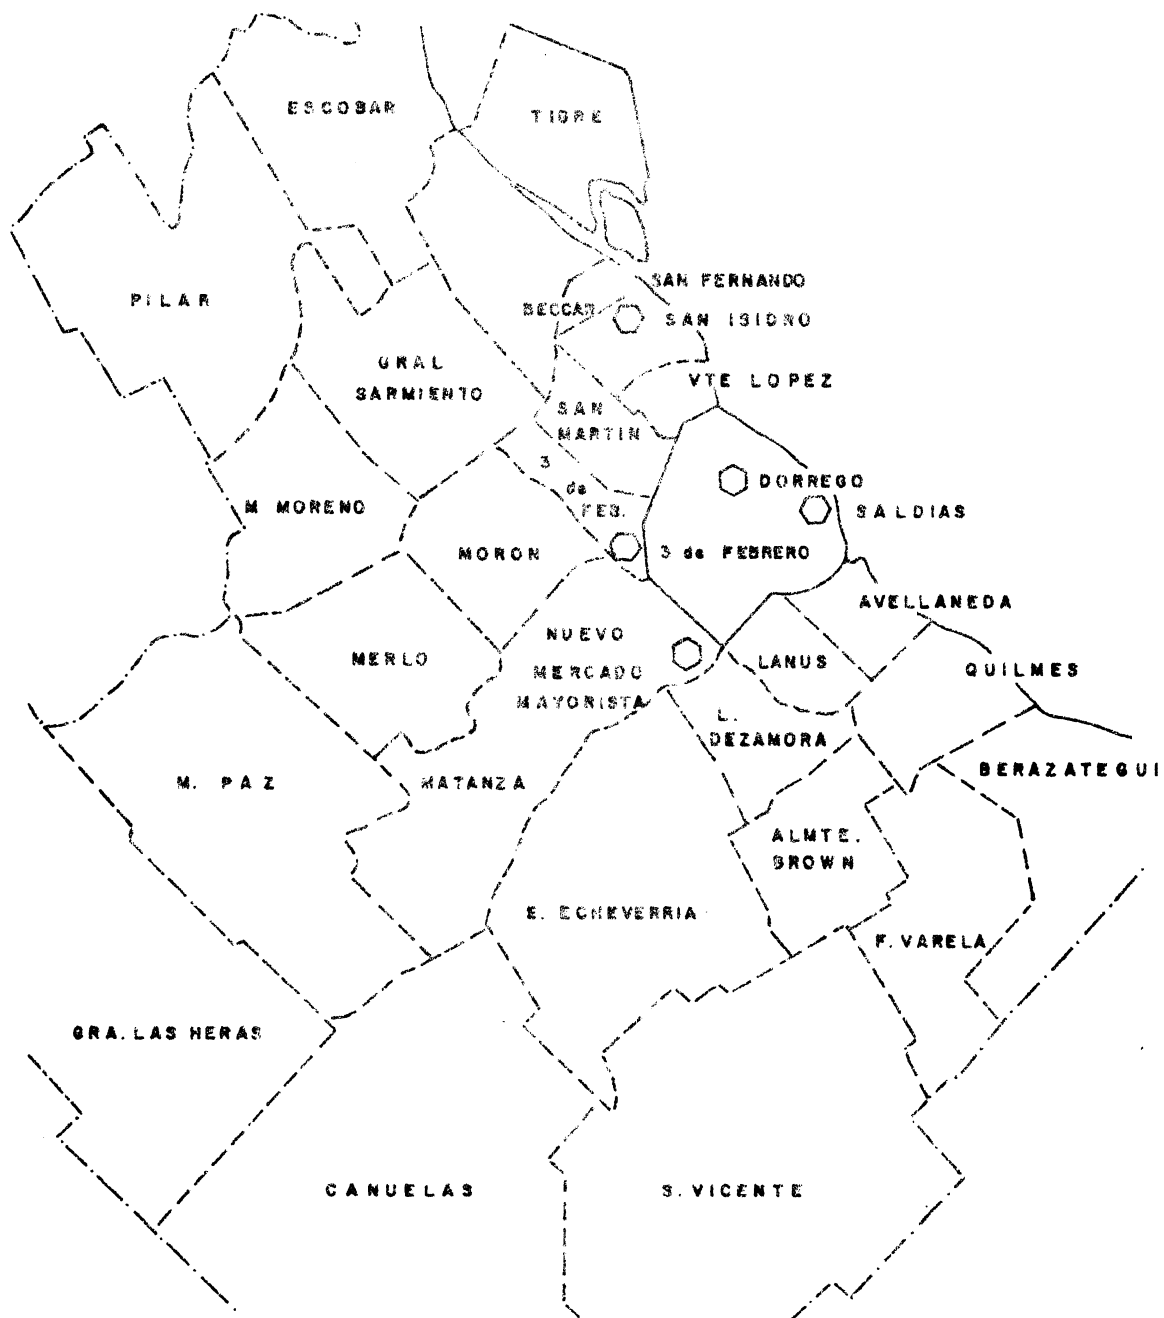 ESCOBAR
TIGRE
PILAR
SAN FERNANDO
BECCAR
SAN ISIDRO
GRAL
SARMIENTO
VTE LOPEZ
SAN
MARTIN
3
de
FEB.
DORREGO
SALDIAS
M. MORENO
MORON
3 de FEBRERO
AVELLANEDA
NUEVO
MERCADO
MAYORISTA
MERLO
LANUS
QUILMES
L.
DEZAMORA
M. PAZ
MATANZA
BERAZATEGUI
ALMTE.
BROWN
E. ECHEVERRIA
F. VARELA
GRA. LAS HERAS
CANUELAS
S. VICENTE